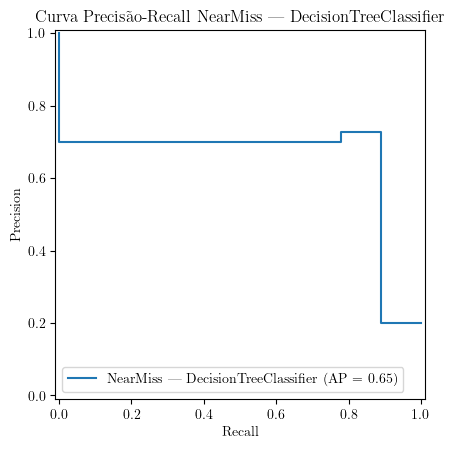 Curva Precisão-Recall NearMiss — DecisionTreeClassifier
1.0
0.8
0.6
0.4
0.2
0.0
Precision
NearMiss — DecisionTreeClassifier (AP = 0.65)
0.0 0.2 0.4 0.6 0.8 1.0
Recall